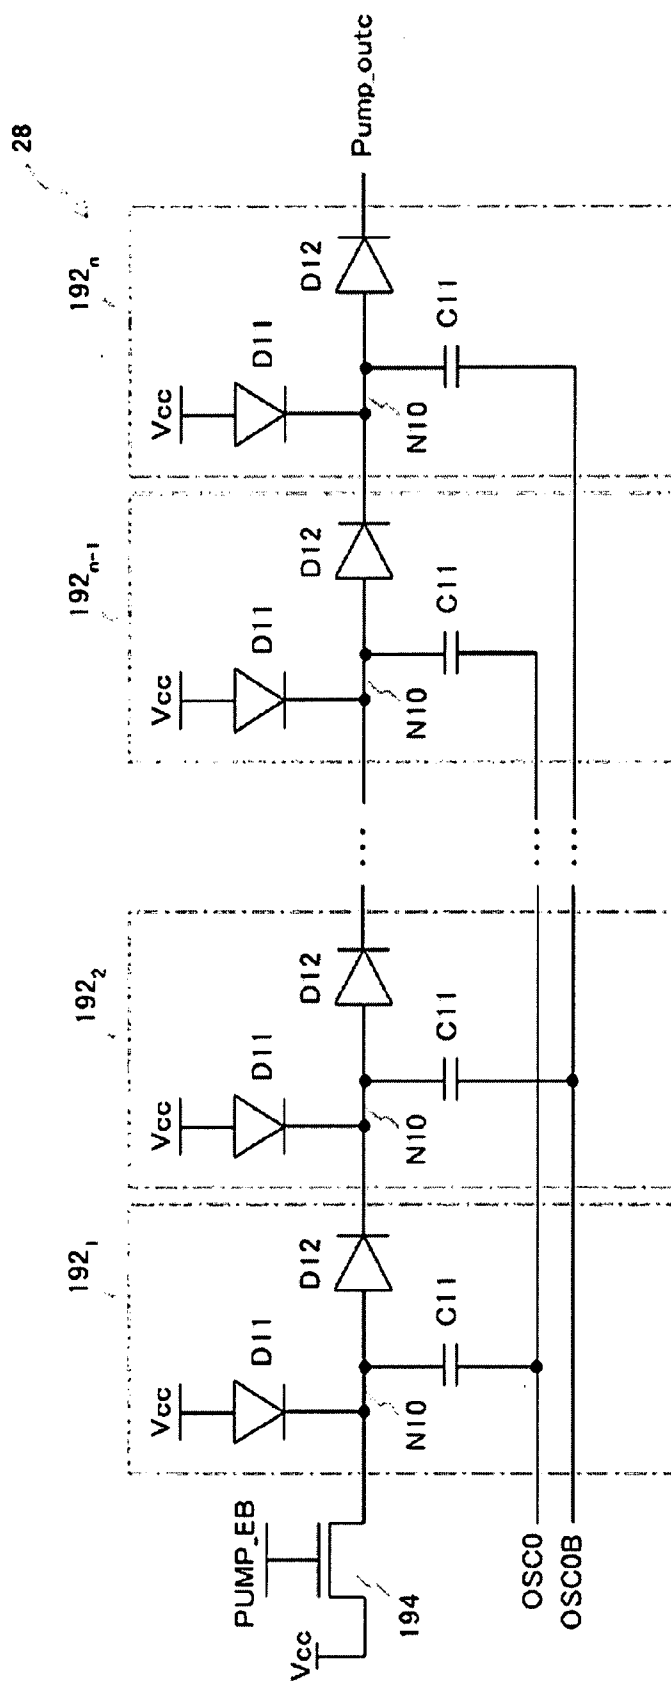 28
192₁
192₂
192ₙ₋₁
192ₙ
Vcc
D11
Vcc
D11
Vcc
D11
Vcc
D11
PUMP_EB
Vcc
194
D12
D12
...
D12
D12
Pump_outc
N10
C11
N10
C11
N10
C11
N10
C11
OSC0
...
OSC0B
...